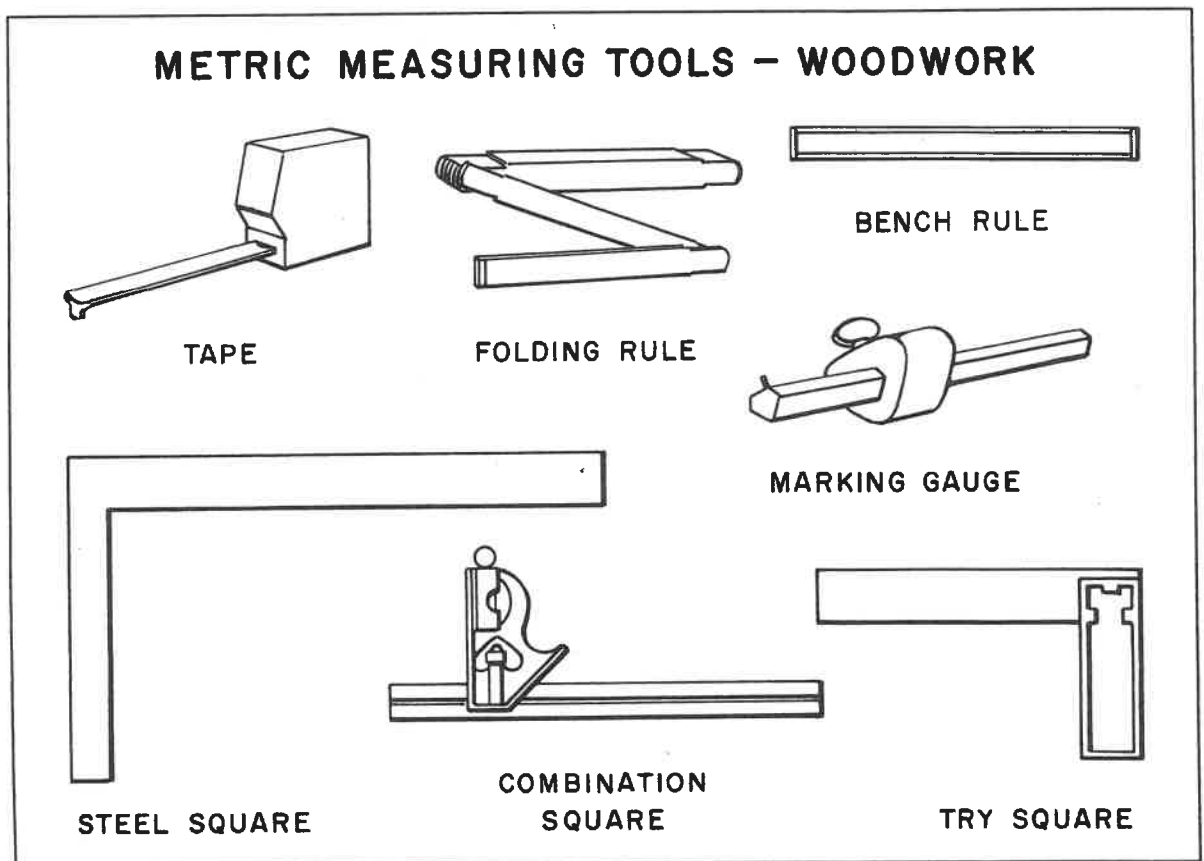 METRIC MEASURING TOOLS – WOODWORK
TAPE
FOLDING RULE
BENCH RULE
MARKING GAUGE
STEEL SQUARE
COMBINATION
SQUARE
TRY SQUARE